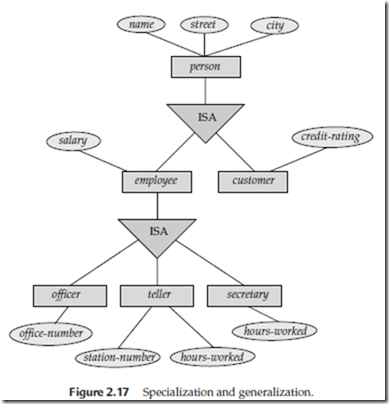 name street city
person
ISA
salary credit-rating
employee customer
ISA
officer teller secretary
office-number hours-worked
station-number hours-worked
Figure 2.17 Specialization and generalization.